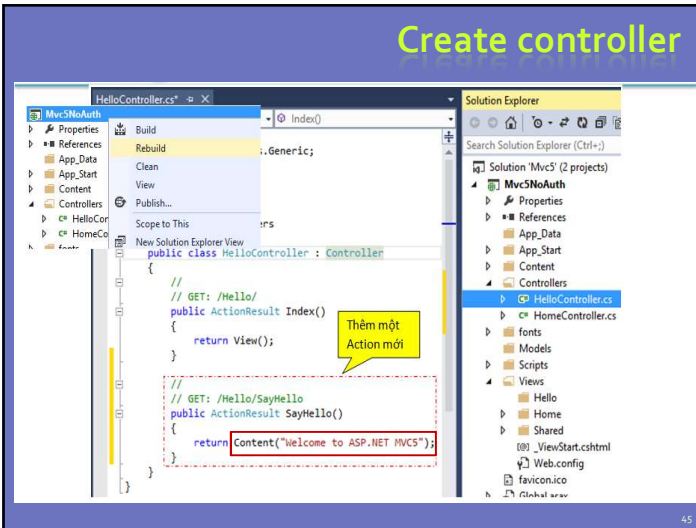 Create controller
HelloController.cs*
Index()
Mvc5NoAuth
Properties
References
App_Data
App_Start
Content
Controllers
HelloCor
HomeCo
fonts
Build
Rebuild
Clean
View
Publish...
Scope to This
New Solution Explorer View
s.Generic;
ers
public class HelloController : Controller
{
//
// GET: /Hello/
public ActionResult Index()
{
return View();
}
//
// GET: /Hello/SayHello
public ActionResult SayHello()
{
return Content("Welcome to ASP.NET MVC5");
}
}
}
Thêm một
Action mới
Solution Explorer
Search Solution Explorer (Ctrl+;)
Solution 'Mvc5' (2 projects)
Mvc5NoAuth
Properties
References
App_Data
App_Start
Content
Controllers
HelloController.cs
HomeController.cs
fonts
Models
Scripts
Views
Hello
Home
Shared
_ViewStart.cshtml
Web.config
favicon.ico
Global.asax
45